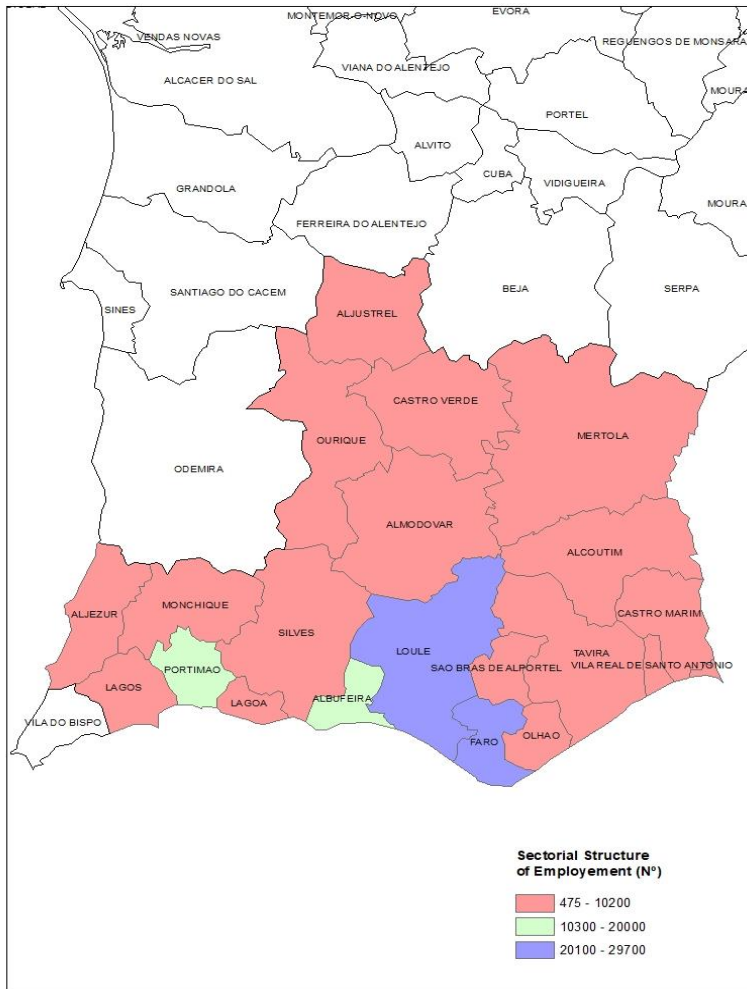 MONTEMOR-O-NOVO
EVORA
VENDAS NOVAS
REGUENGOS DE MONSARA
VIANA DO ALENTEJO
ALCACER DO SAL
MOURA
PORTEL
ALVITO
CUBA
VIDIGUEIRA
GRANDOLA
MOURA
FERREIRA DO ALENTEJO
SANTIAGO DO CACEM
BEJA
SERPA
SINES
ALJUSTREL
CASTRO VERDE
MERTOLA
OURIQUE
ODEMIRA
ALMODOVAR
ALCOUTIM
MONCHIQUE
ALJEZUR
CASTRO MARIM
SILVES
LOULE
TAVIRA
SAO BRAS DE ALPORTEL
VILA REAL DE SANTO ANTONIO
PORTIMAO
LAGOS
ALBUFEIRA
LAGOA
VILA DO BISPO
FARO
OLHAO
Sectorial Structure
of Employement (Nº)
475 - 10200
10300 - 20000
20100 - 29700